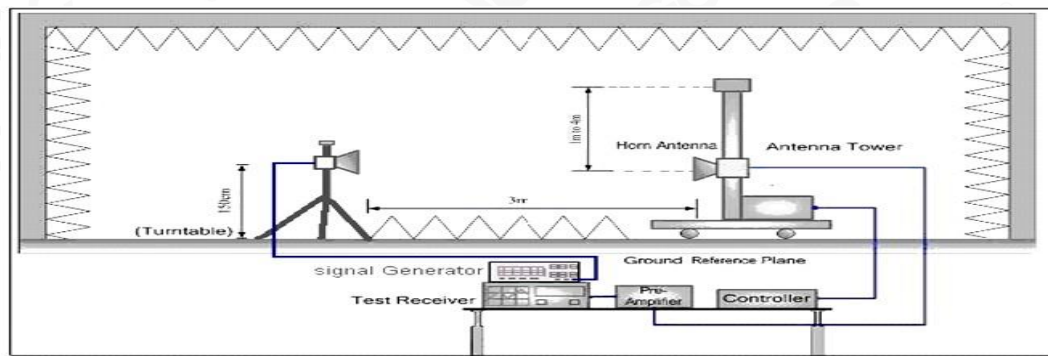 1m to 4m
Horn Antenna
Antenna Tower
150cm
3m
(Turntable)
Ground Reference Plane
signal Generator
Test Receiver
Pre-
Amplifier
Controller